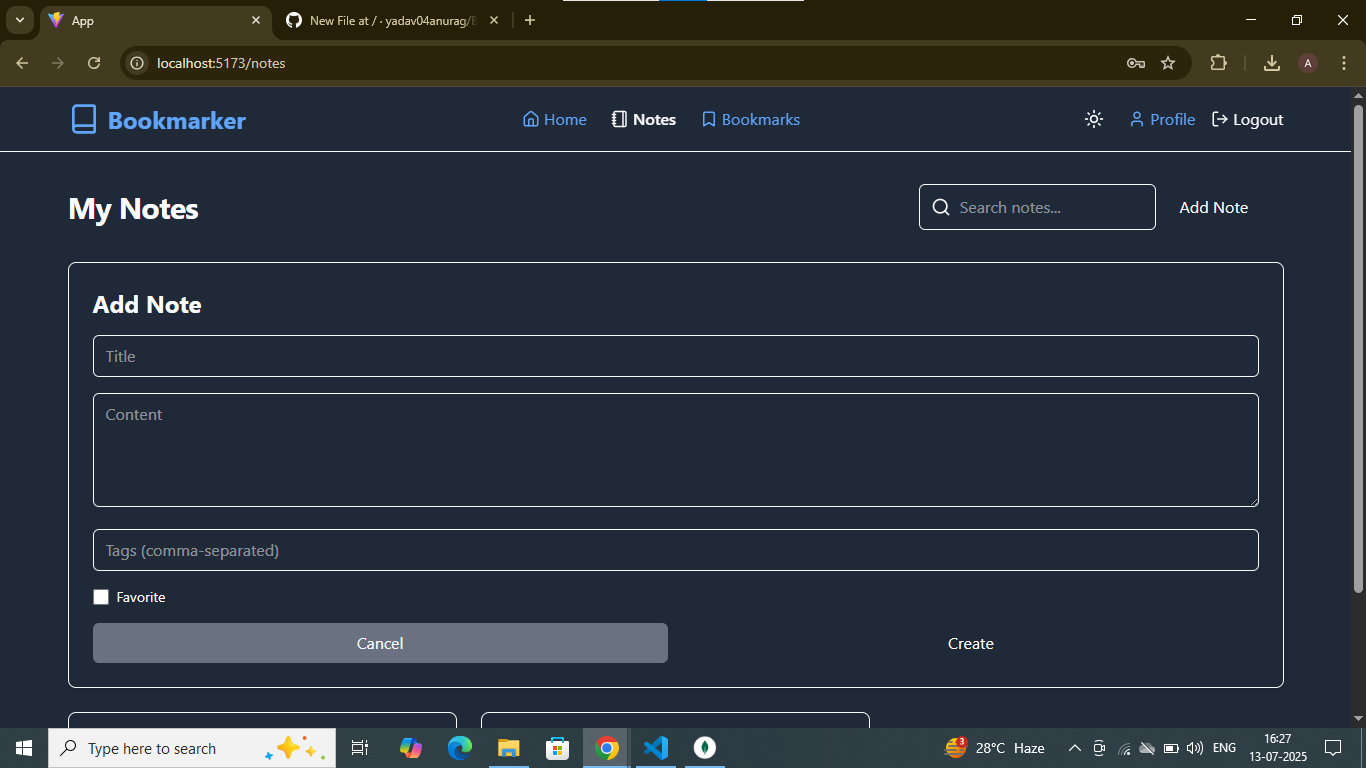 App
New File at / · yadav04anurag/B
localhost:5173/notes
A
Bookmarker
Home
Notes
Bookmarks
Profile
Logout
My Notes
Search notes...
Add Note
Add Note
Title
Content
Tags (comma-separated)
Favorite
Cancel
Create
Type here to search
3
28°C Haze
ENG
16:27
13-07-2025